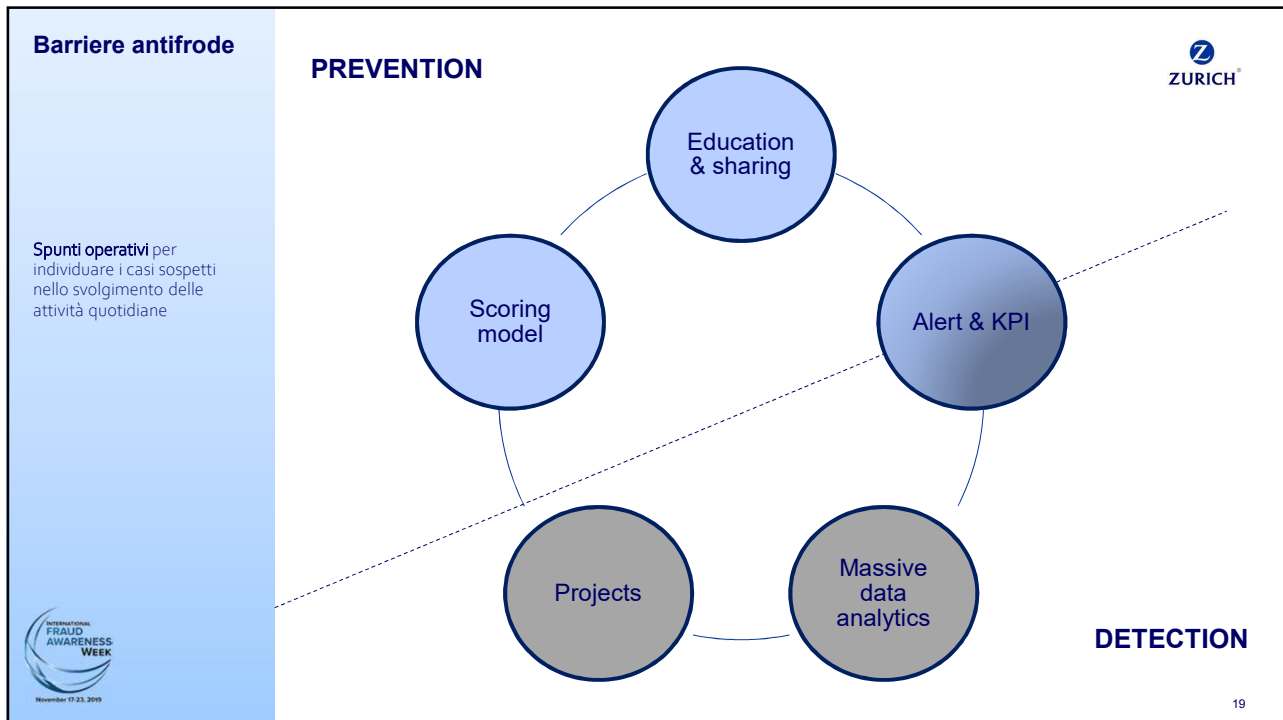 Barriere antifrode
Spunti operativi per
individuare i casi sospetti
nello svolgimento delle
attività quotidiane
PREVENTION
ZURICH®
Education
& sharing
Scoring
model
Alert & KPI
Projects
Massive
data
analytics
DETECTION
INTERNATIONAL
FRAUD
AWARENESS
WEEK
November 17-23, 2019
19